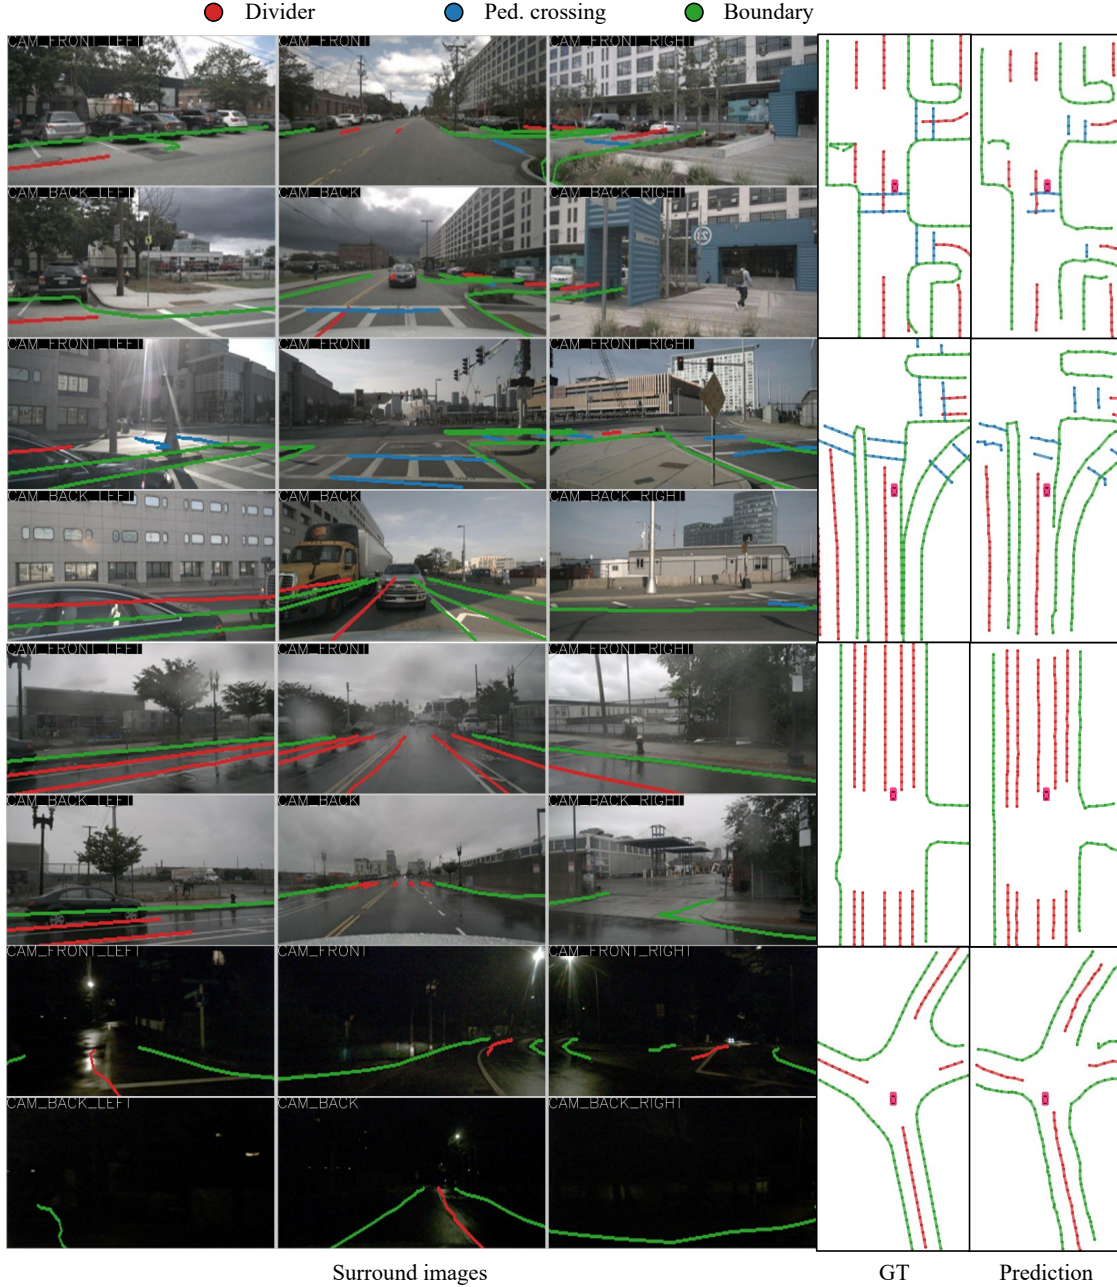 Divider Ped. crossing Boundary
CAM_FRONT_LEFT CAM_FRONT CAM_FRONT_RIGHT
CAM_BACK_LEFT CAM_BACK CAM_BACK_RIGHT
CAM_FRONT_LEFT CAM_FRONT CAM_FRONT_RIGHT
CAM_BACK_LEFT CAM_BACK CAM_BACK_RIGHT
CAM_FRONT_LEFT CAM_FRONT CAM_FRONT_RIGHT
CAM_BACK_LEFT CAM_BACK CAM_BACK_RIGHT
CAM_FRONT_LEFT CAM_FRONT CAM_FRONT_RIGHT
CAM_BACK_LEFT CAM_BACK CAM_BACK_RIGHT
Surround images GT Prediction